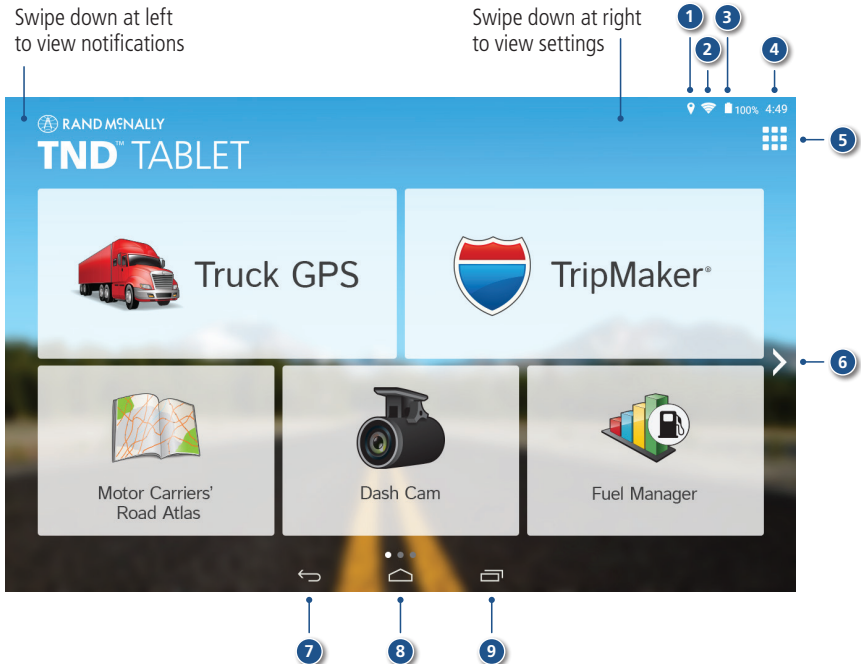 Swipe down at left
to view notifications
Swipe down at right
to view settings
1
2
3
4
RAND MCNALLY
100% 4:49
TND™ TABLET
5
Truck GPS
TripMaker®
6
Motor Carriers'
Road Atlas
Dash Cam
Fuel Manager
7
8
9